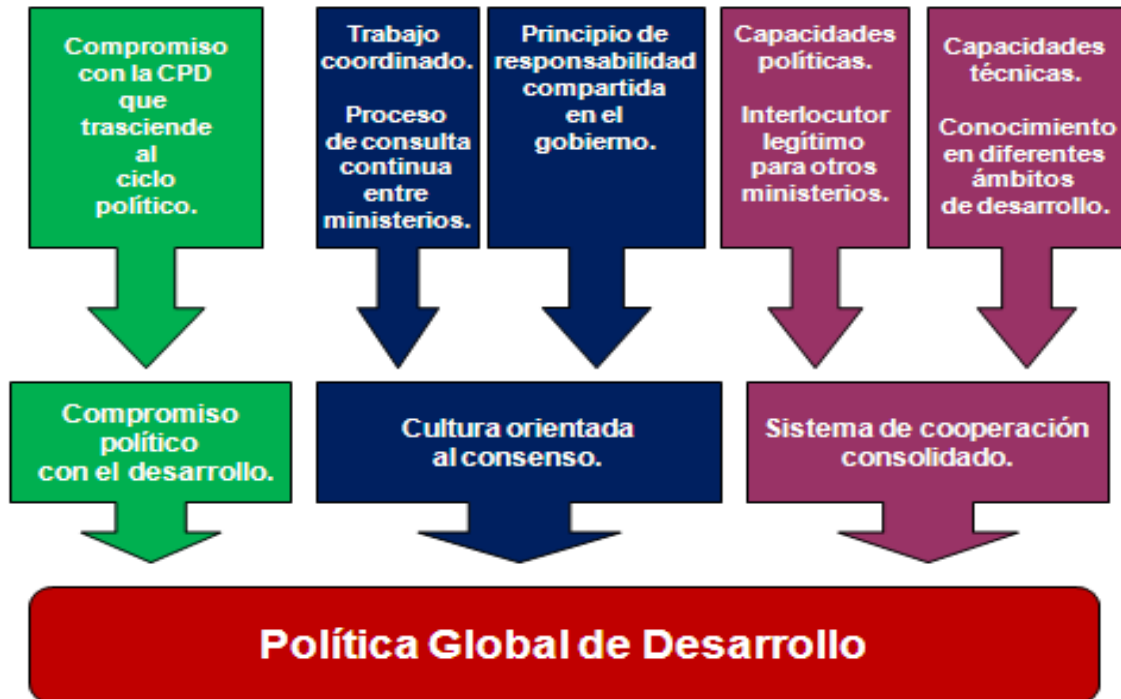 Compromiso
con la CPD
que
trasciende
al
ciclo
político.
Trabajo
coordinado.
Proceso
de consulta
continua
entre
ministerios.
Principio de
responsabilidad
compartida
en el
gobierno.
Capacidades
políticas.
Interlocutor
legítimo
para otros
ministerios.
Capacidades
técnicas.
Conocimiento
en diferentes
ámbitos
de desarrollo.
Compromiso
político
con el desarrollo.
Cultura orientada
al consenso.
Sistema de cooperación
consolidado.
Política Global de Desarrollo